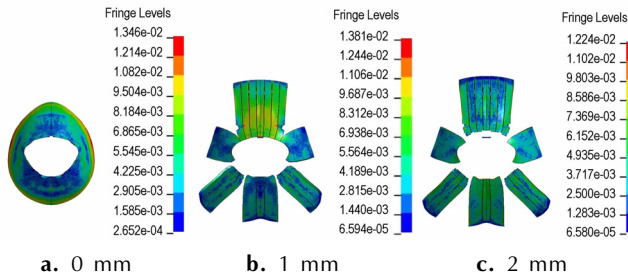 Fringe Levels
1.346e-02
1.214e-02
1.082e-02
9.504e-03
8.184e-03
6.865e-03
5.545e-03
4.225e-03
2.905e-03
1.585e-03
2.652e-04
Fringe Levels
1.381e-02
1.244e-02
1.106e-02
9.687e-03
8.312e-03
6.938e-03
5.564e-03
4.189e-03
2.815e-03
1.440e-03
6.594e-05
Fringe Levels
1.224e-02
1.102e-02
9.803e-03
8.586e-03
7.369e-03
6.152e-03
4.935e-03
3.717e-03
2.500e-03
1.283e-03
6.580e-05
a. 0 mm
b. 1 mm
c. 2 mm